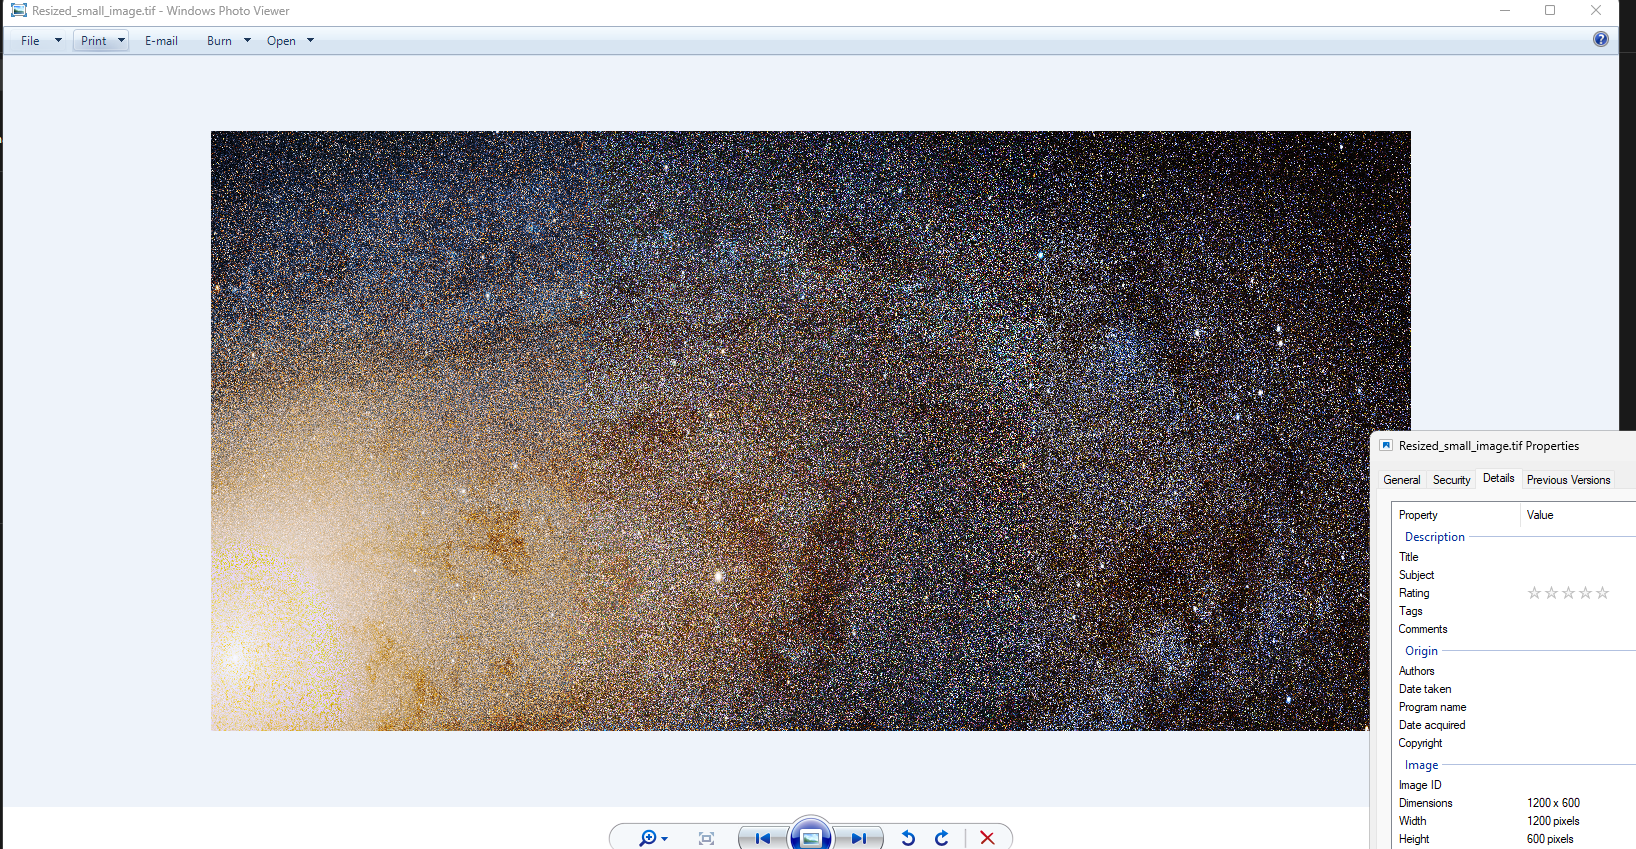 Resized_small_image.tif - Windows Photo Viewer
File Print E-mail Burn Open
Resized_small_image.tif Properties
General Security Details Previous Versions
Property Value
Description
Title
Subject
Rating
Tags
Comments
Origin
Authors
Date taken
Program name
Date acquired
Copyright
Image
Image ID
Dimensions 1200 x 600
Width 1200 pixels
Height 600 pixels